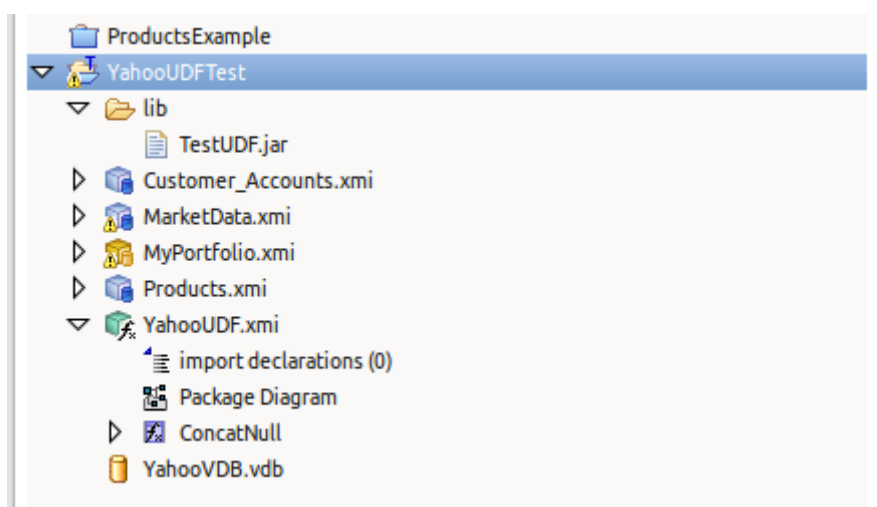 ProductsExample
YahooUDFTest
lib
TestUDF.jar
Customer_Accounts.xmi
MarketData.xmi
MyPortfolio.xmi
Products.xmi
YahooUDF.xmi
import declarations (0)
Package Diagram
ConcatNull
YahooVDB.vdb